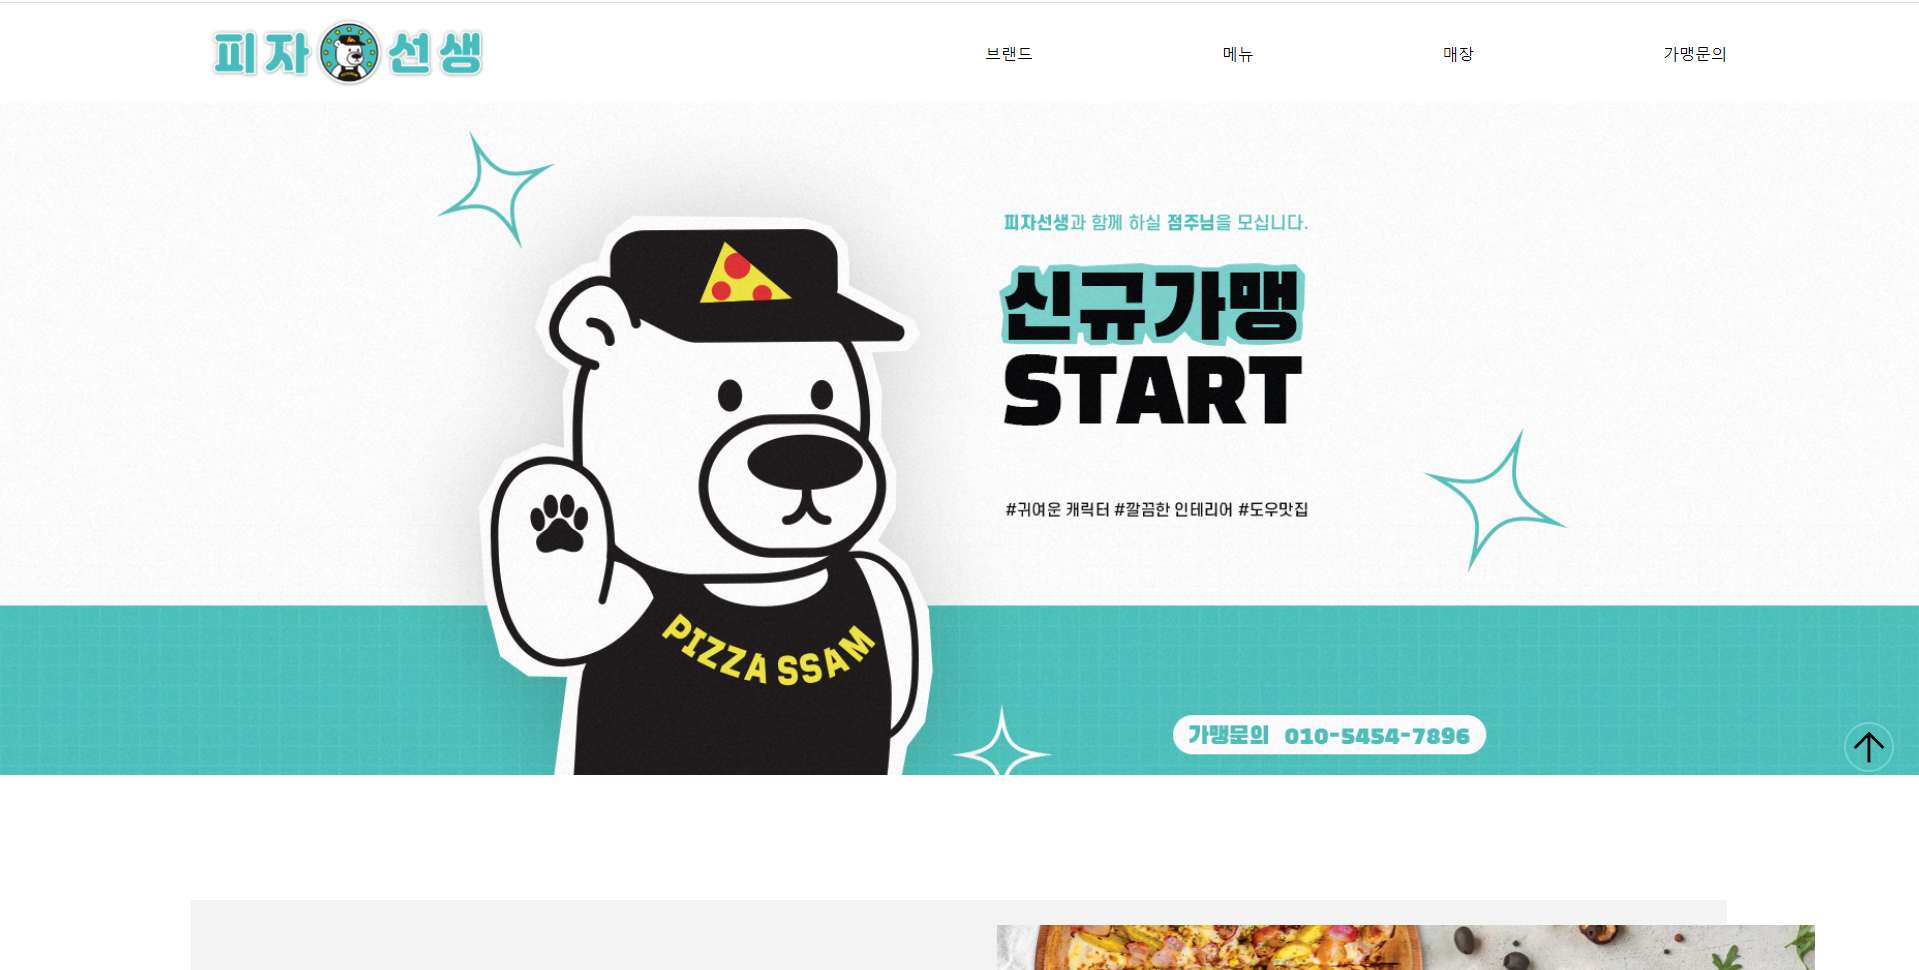 피자 선생
브랜드 메뉴 매장 가맹문의
피자선생과 함께 하실 점주님을 모십니다.
신규가맹
START
#귀여운 캐릭터 #깔끔한 인테리어 #도우맛집
PIZZA SSAM
가맹문의 010-5454-7896